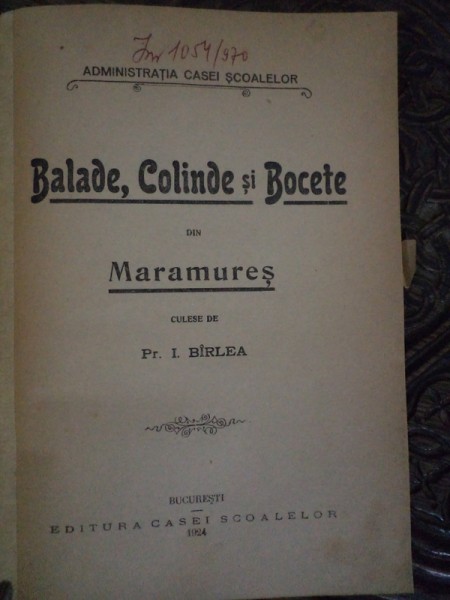 Inv 1054/970
ADMINISTRAȚIA CASEI ȘCOALELOR
Balade, Colinde și Bocete
DIN
Maramureș
CULESE DE
Pr. I. BÎRLEA
BUCUREȘTI
EDITURA CASEI ȘCOALELOR
1924